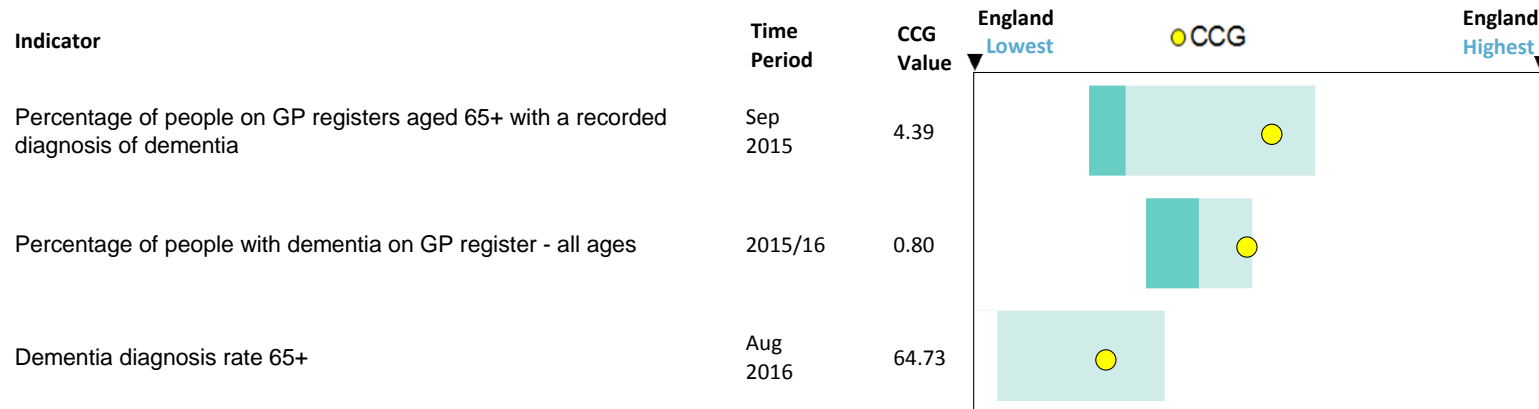 Indicator
Time Period
CCG Value
England Lowest
CCG
England Highest
Percentage of people on GP registers aged 65+ with a recorded
diagnosis of dementia
Sep 2015
4.39
Percentage of people with dementia on GP register - all ages
2015/16
0.80
Dementia diagnosis rate 65+
Aug 2016
64.73